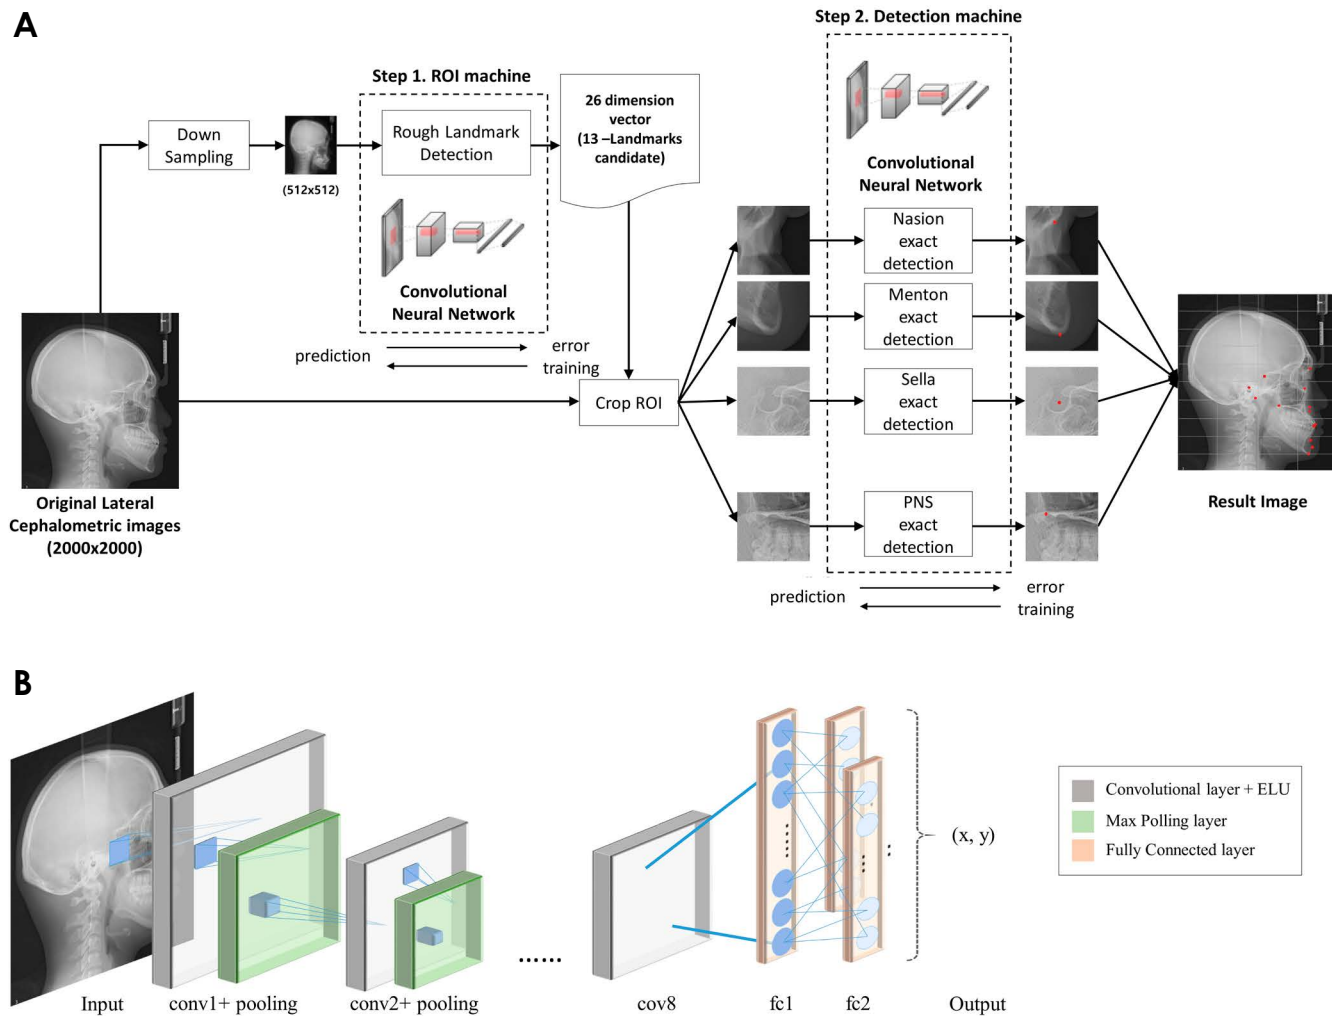 A
Step 2. Detection machine
Step 1. ROI machine
Down
Sampling
(512x512)
Rough Landmark
Detection
26 dimension
vector
(13 –Landmarks
candidate)
Convolutional
Neural Network
Convolutional
Neural Network
prediction
error
training
Crop ROI
Nasion
exact
detection
Menton
exact
detection
Sella
exact
detection
PNS
exact
detection
Original Lateral
Cephalometric images
(2000x2000)
Result Image
prediction
error
training
B
(x, y)
Convolutional layer + ELU
Max Polling layer
Fully Connected layer
Input
conv1+ pooling
conv2+ pooling
......
cov8
fc1
fc2
Output